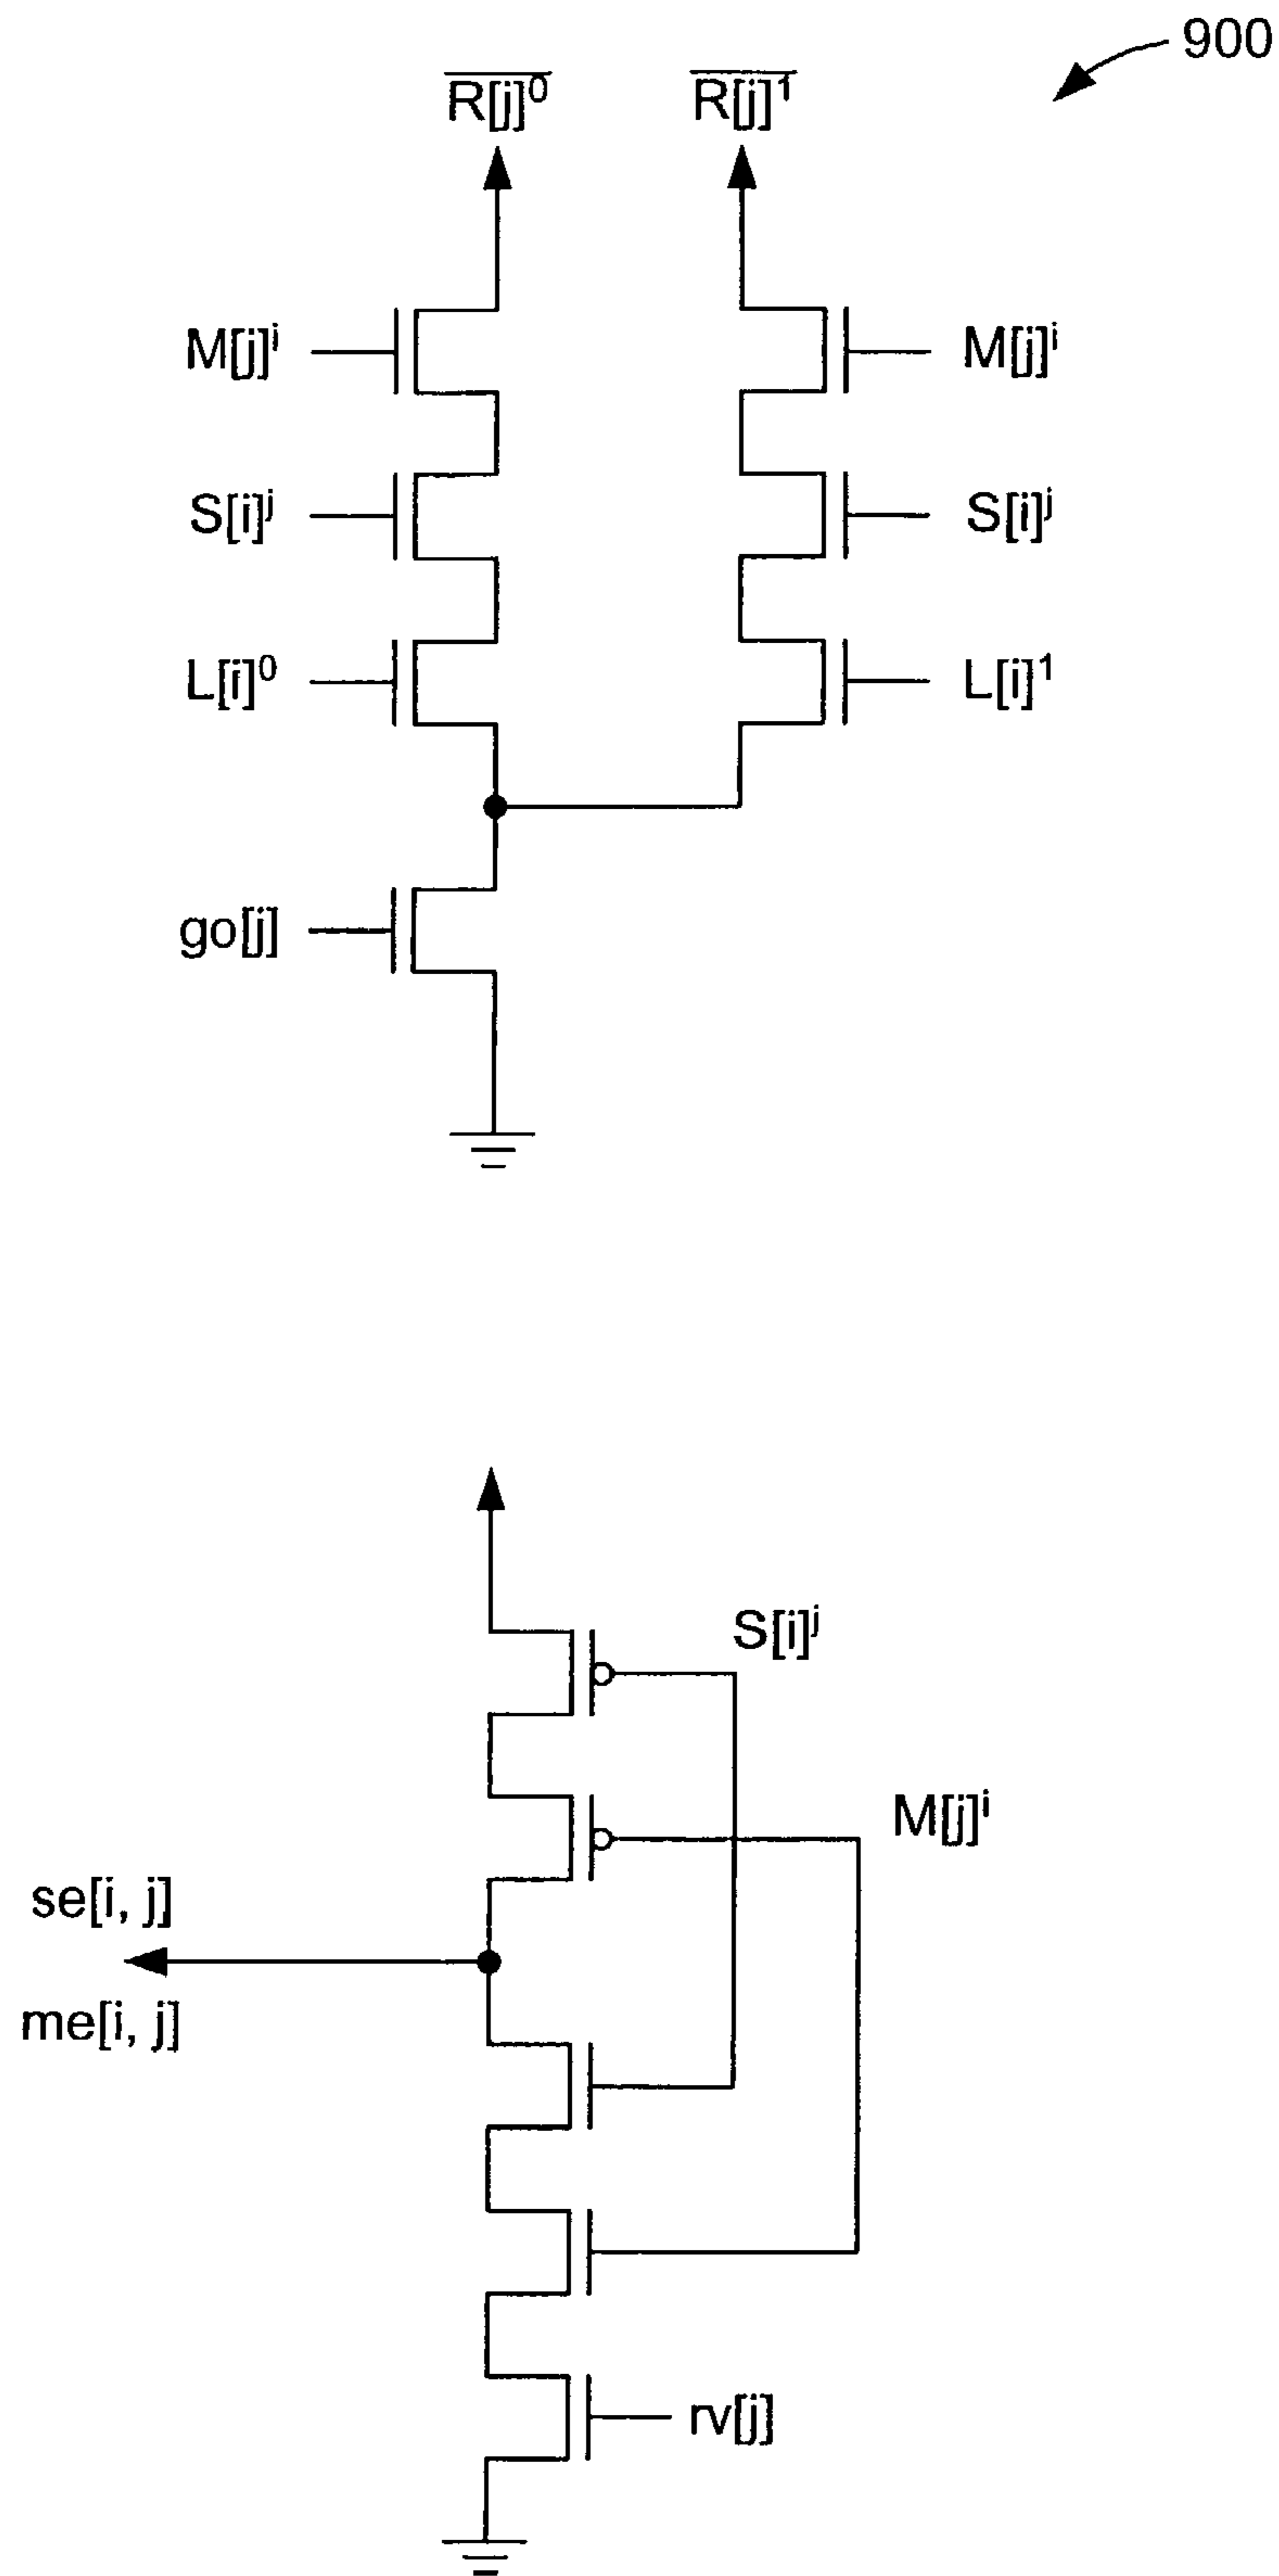 900
R[j]⁰ R[j]¹
M[j]ⁱ M[j]ⁱ
S[i]ʲ S[i]ʲ
L[i]⁰ L[i]¹
go[j]
S[i]ʲ
M[j]ⁱ
se[i, j]
me[i, j]
rv[j]